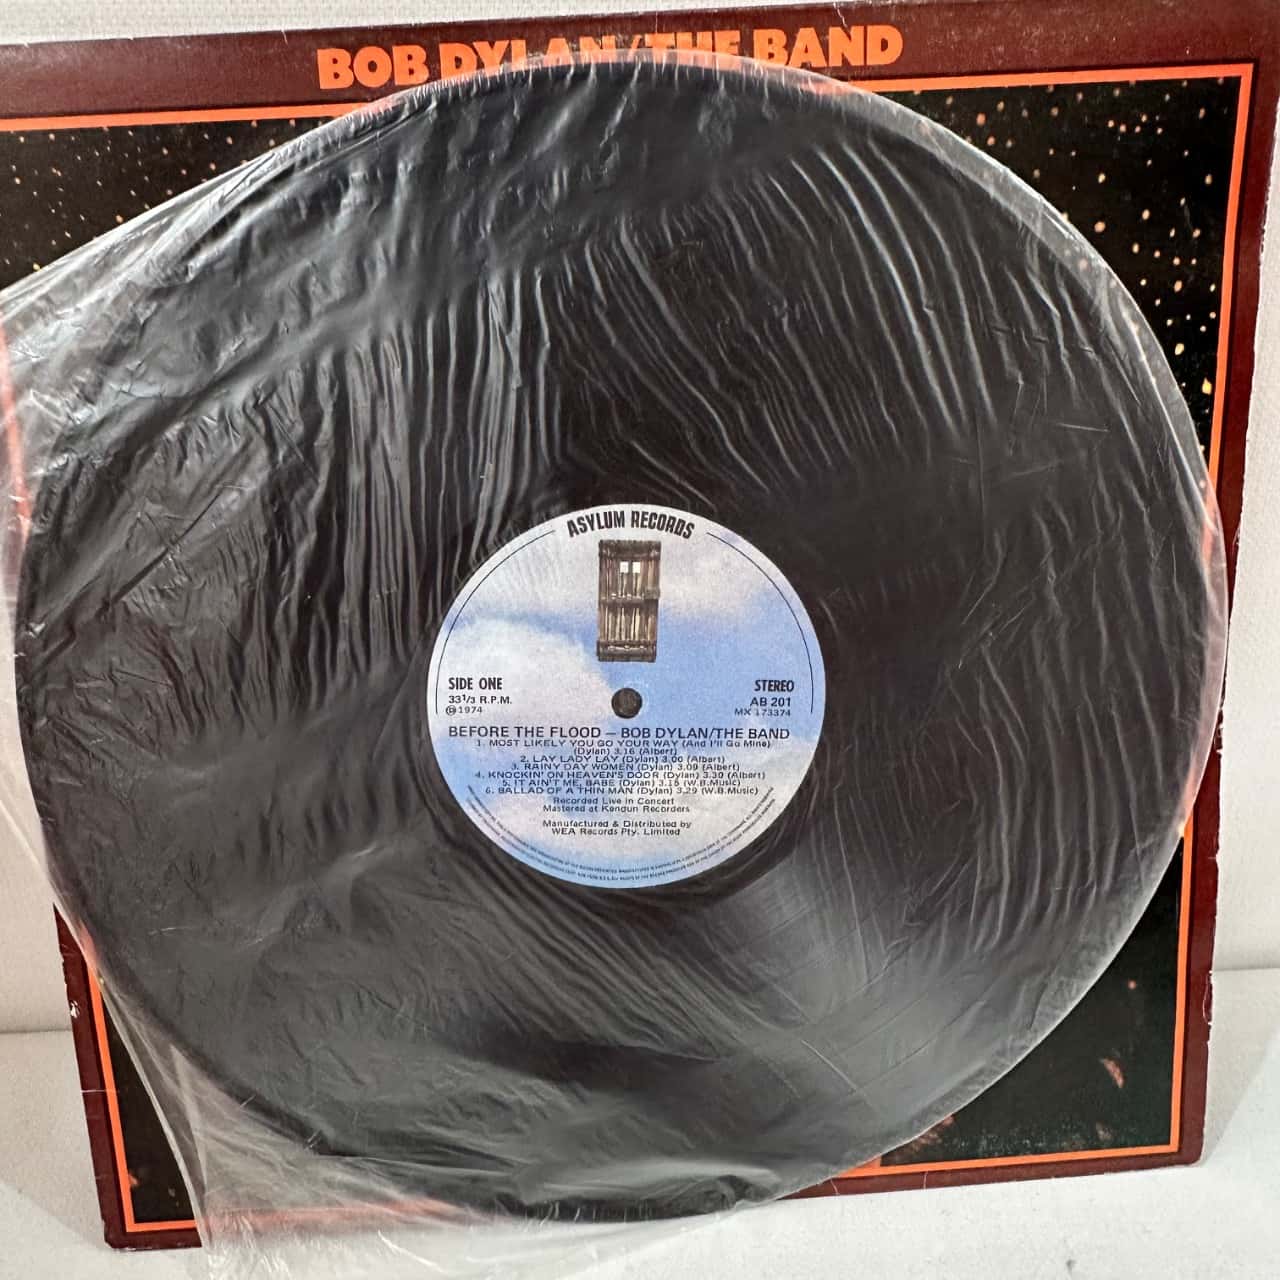 BOB DYLAN/THE BAND
ASYLUM RECORDS
SIDE ONE
33 1/3 R.P.M.
Ⓟ1974
STEREO
AB 201
MX 173374
BEFORE THE FLOOD — BOB DYLAN/THE BAND
1. MOST LIKELY YOU GO YOUR WAY (And I'll Go Mine)
(Dylan) 3.16 (Albert)
2. LAY LADY LAY (Dylan) 3.00 (Albert)
3. RAINY DAY WOMEN (Dylan) 3.09 (Albert)
4. KNOCKIN' ON HEAVEN'S DOOR (Dylan) 3.30 (Albert)
5. IT AIN'T ME, BABE (Dylan) 3.15 (W.B.Music)
6. BALLAD OF A THIN MAN (Dylan) 3.29 (W.B.Music)
Recorded Live in Concert
Mastered at Kendun Recorders
Manufactured & Distributed by
WEA Records Pty. Limited